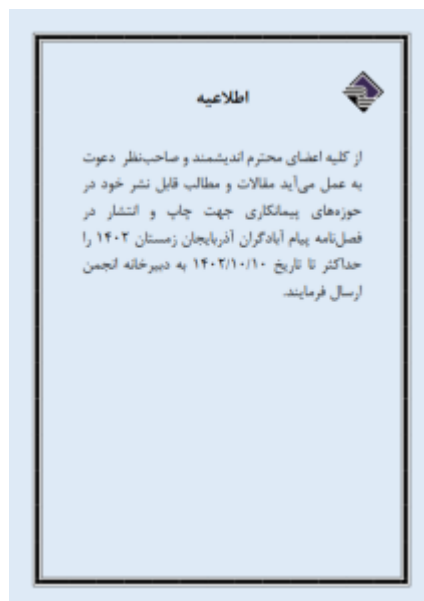 اطلاعیه
از کلیه اعضای محترم اندیشمند و صاحب‌نظر دعوت
به عمل می‌آید مقالات و مطالب قابل نشر خود در
حوزه‌های پیمانکاری جهت چاپ و انتشار در
فصل‌نامه پیام آبادگران آذربایجان زمستان ۱۴۰۲ را
حداکثر تا تاریخ ۱۴۰۲/۱۰/۱۰ به دبیرخانه انجمن
ارسال فرمایند.